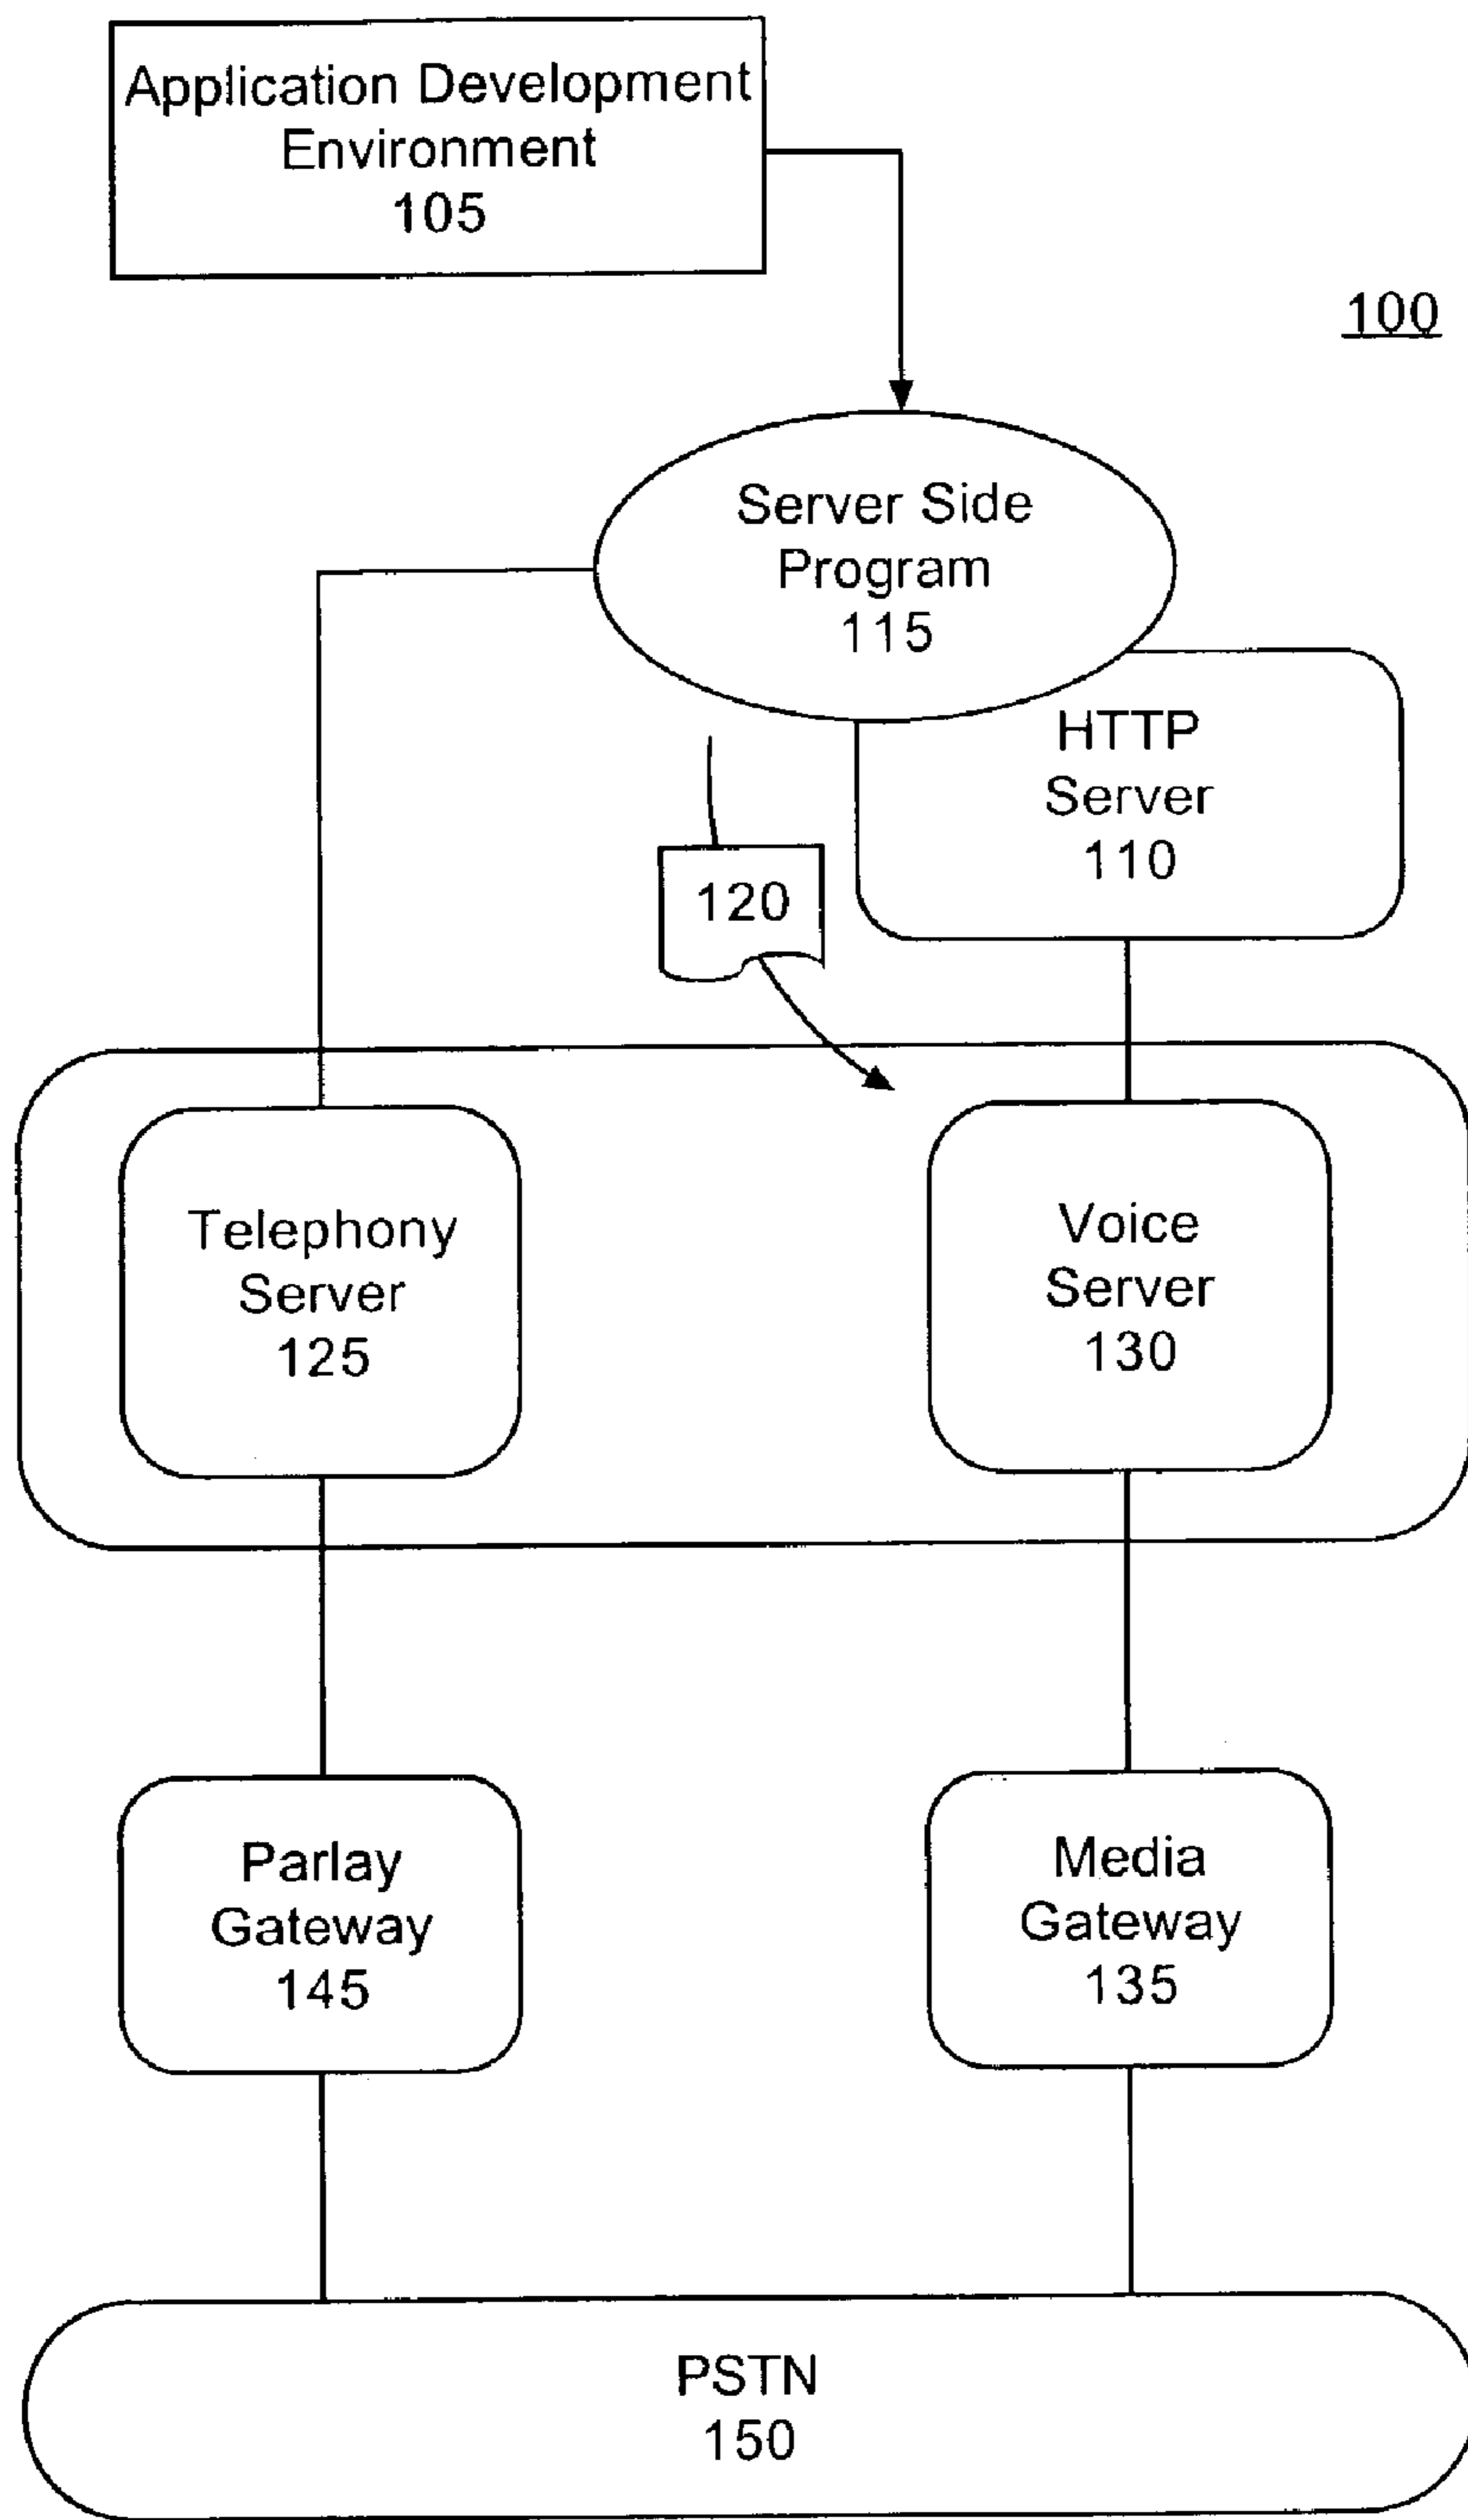 Application Development
Environment
105
100
Server Side
Program
115
HTTP
Server
110
120
Telephony
Server
125
Voice
Server
130
Parlay
Gateway
145
Media
Gateway
135
PSTN
150